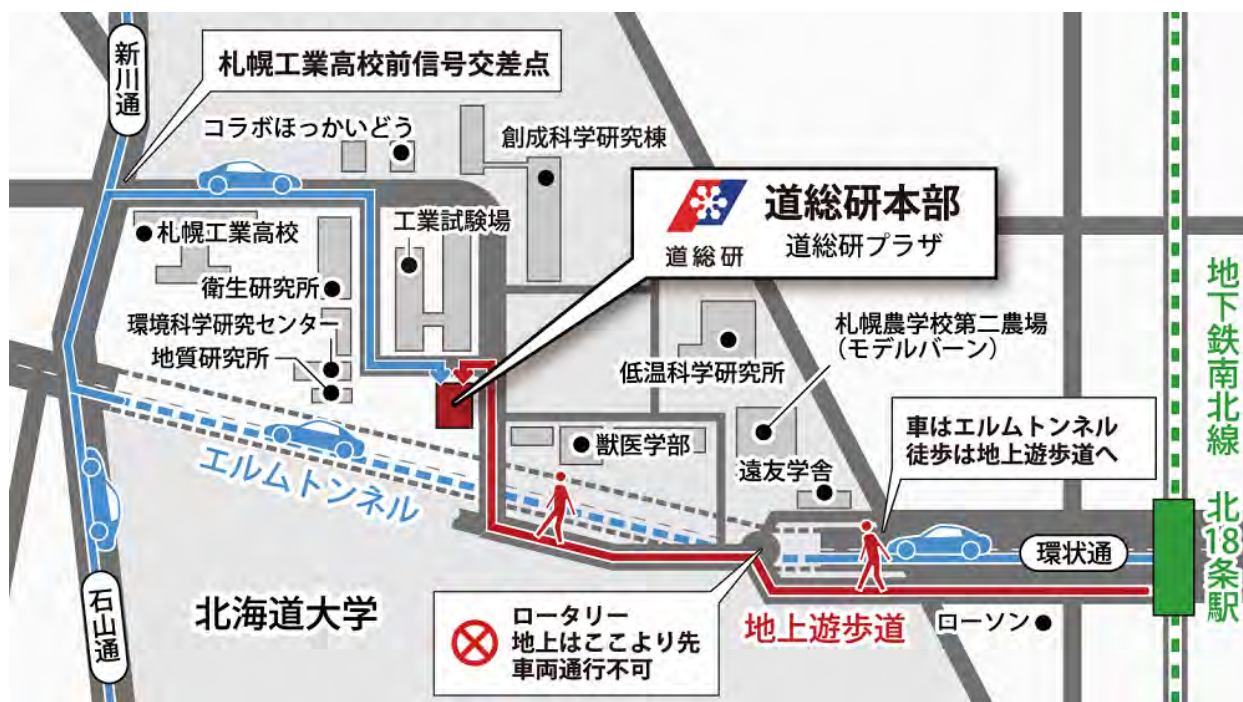 新川通
札幌工業高校前信号交差点
コラボほっかいどう
創成科学研究棟
道総研
道総研本部
道総研プラザ
札幌工業高校
工業試験場
衛生研究所
環境科学研究センター
地質研究所
低温科学研究所
札幌農学校第二農場
（モデルバーン）
地下鉄南北線 北18条駅
車はエルムトンネル
徒歩は地上遊歩道へ
獣医学部
遠友学舎
エルムトンネル
環状通
石山通
北海道大学
ロータリー
地上はここより先
車両通行不可
地上遊歩道
ローソン